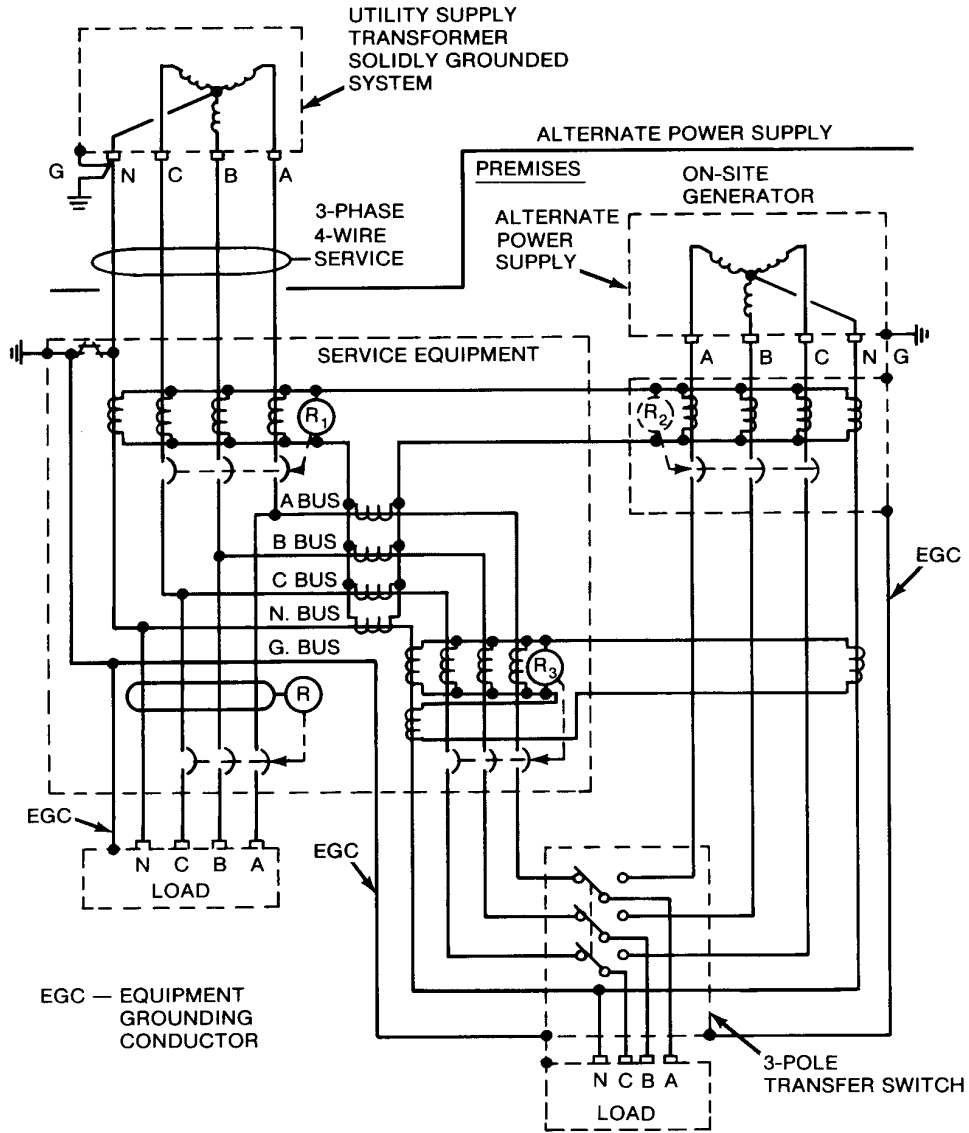 UTILITY SUPPLY
TRANSFORMER
SOLIDLY GROUNDED
SYSTEM
G
N
C
B
A
ALTERNATE POWER SUPPLY
PREMISES
ON-SITE
GENERATOR
3-PHASE
4-WIRE
SERVICE
ALTERNATE
POWER
SUPPLY
A
B
C
N
G
SERVICE EQUIPMENT
R1
R2
A BUS
B BUS
C BUS
N. BUS
G. BUS
EGC
R3
R
EGC
N C B A
LOAD
EGC
EGC — EQUIPMENT
GROUNDING
CONDUCTOR
3-POLE
TRANSFER SWITCH
N C B A
LOAD